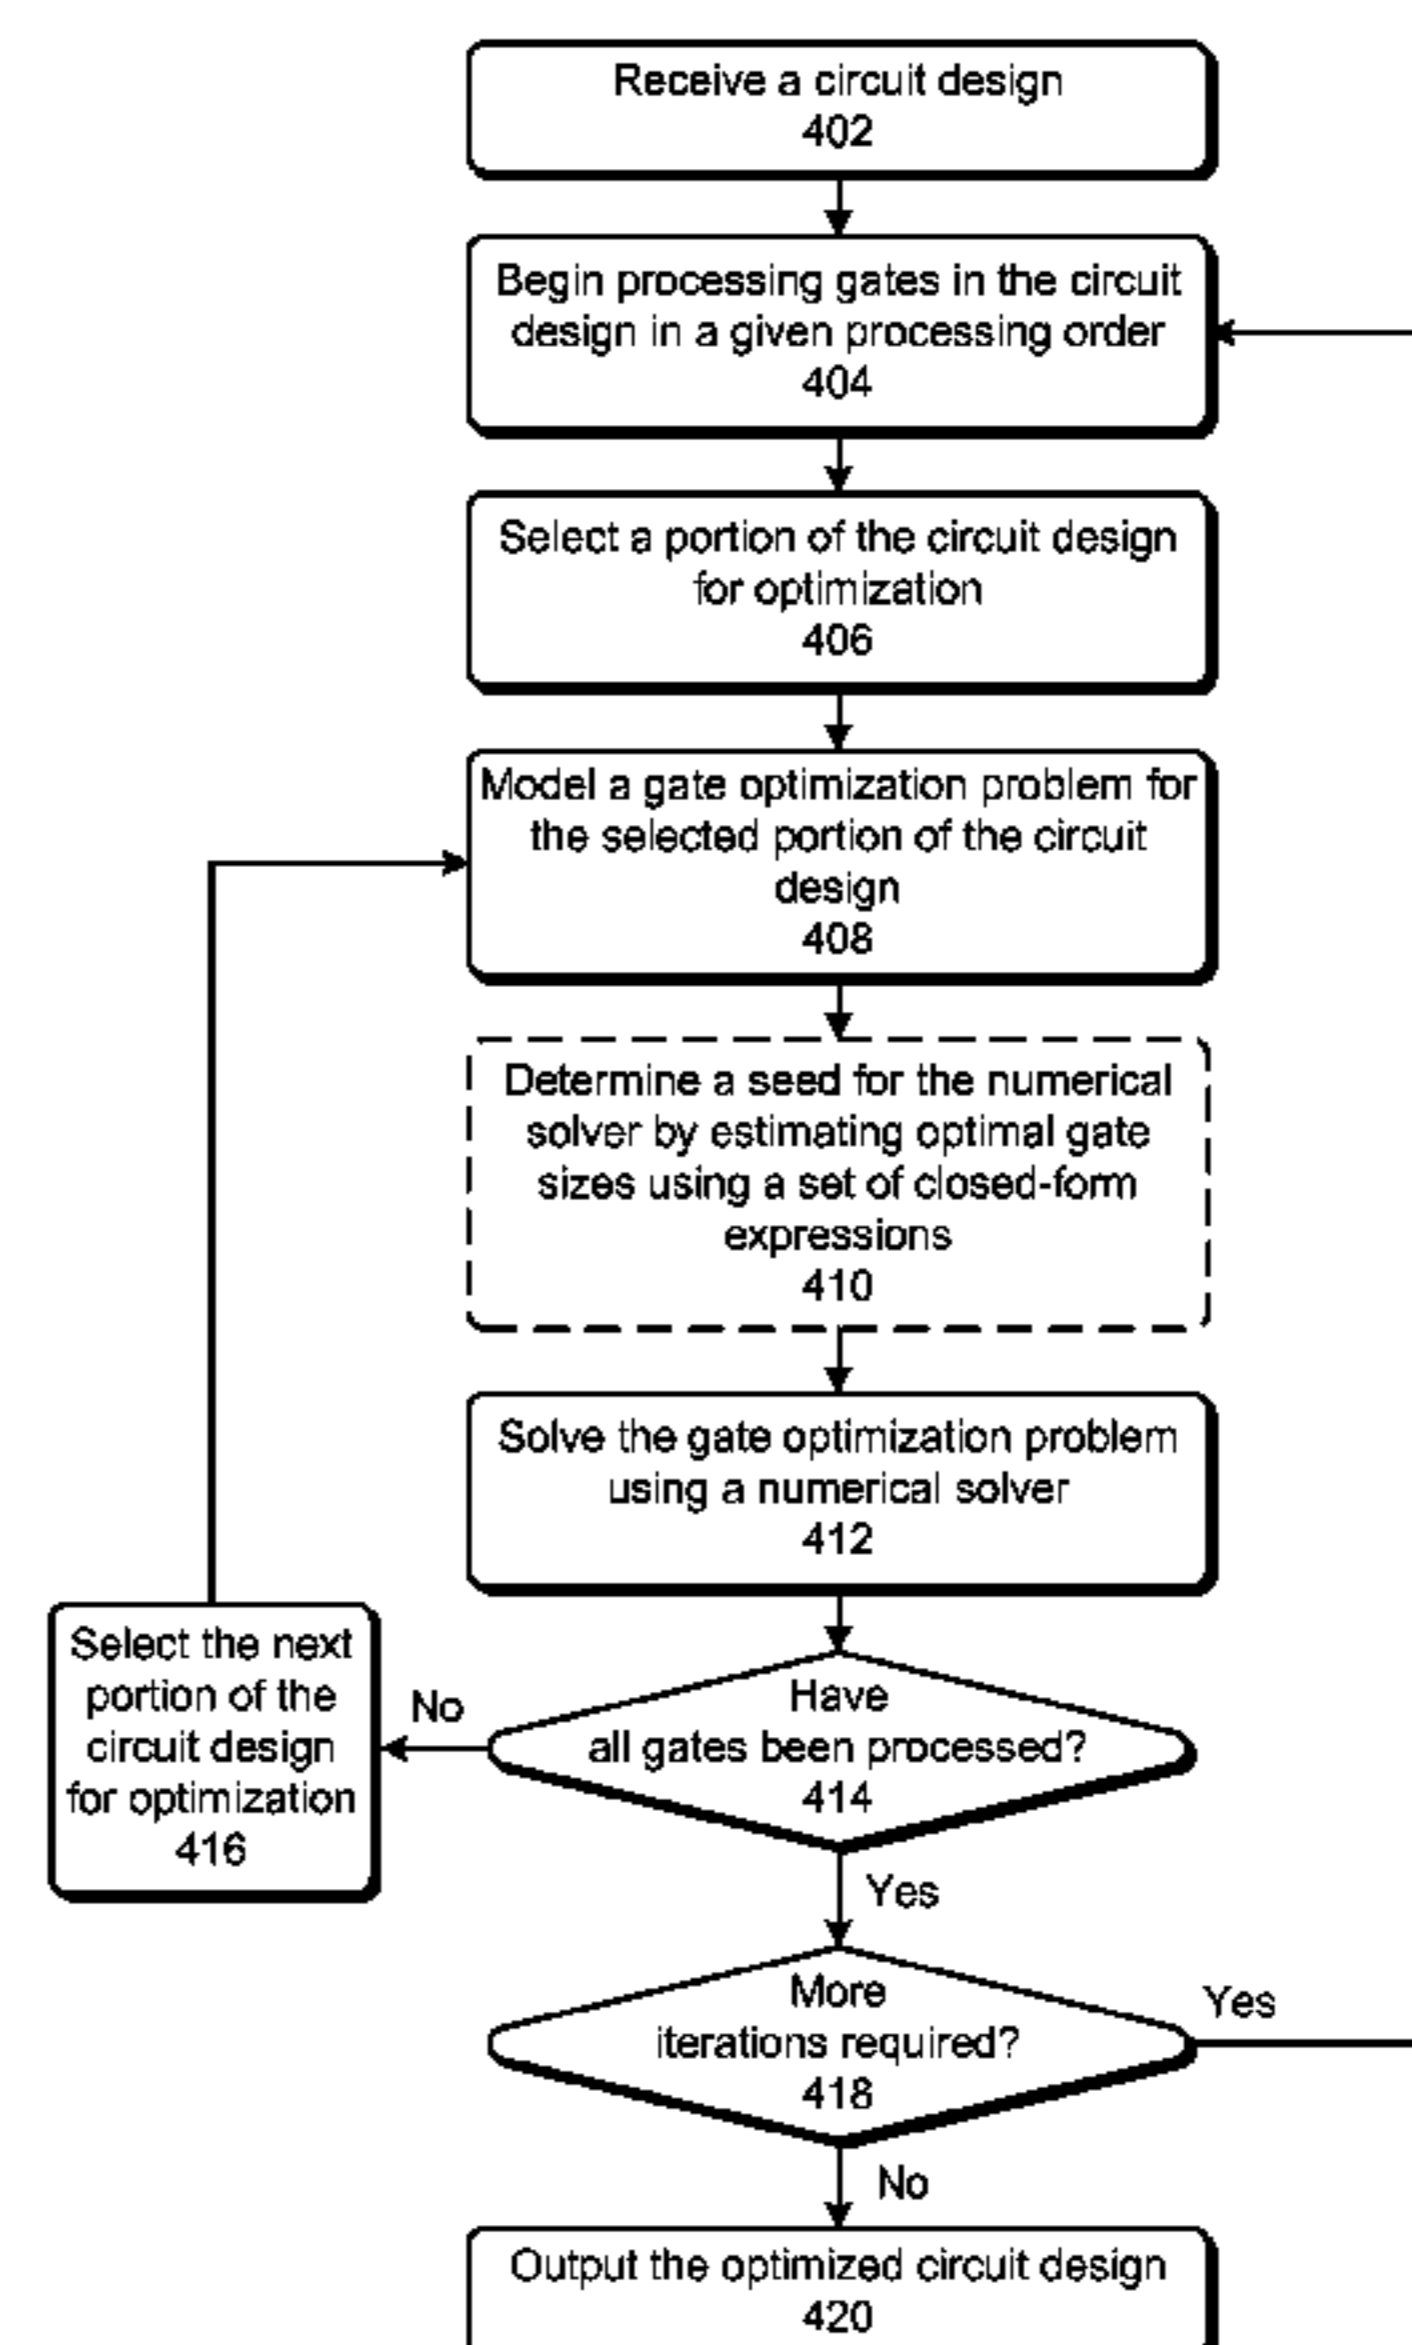 Receive a circuit design
402
Begin processing gates in the circuit
design in a given processing order
404
Select a portion of the circuit design
for optimization
406
Model a gate optimization problem for
the selected portion of the circuit
design
408
Determine a seed for the numerical
solver by estimating optimal gate
sizes using a set of closed-form
expressions
410
Solve the gate optimization problem
using a numerical solver
412
Have
all gates been processed?
414
No
Select the next
portion of the
circuit design
for optimization
416
Yes
More
iterations required?
418
Yes
No
Output the optimized circuit design
420